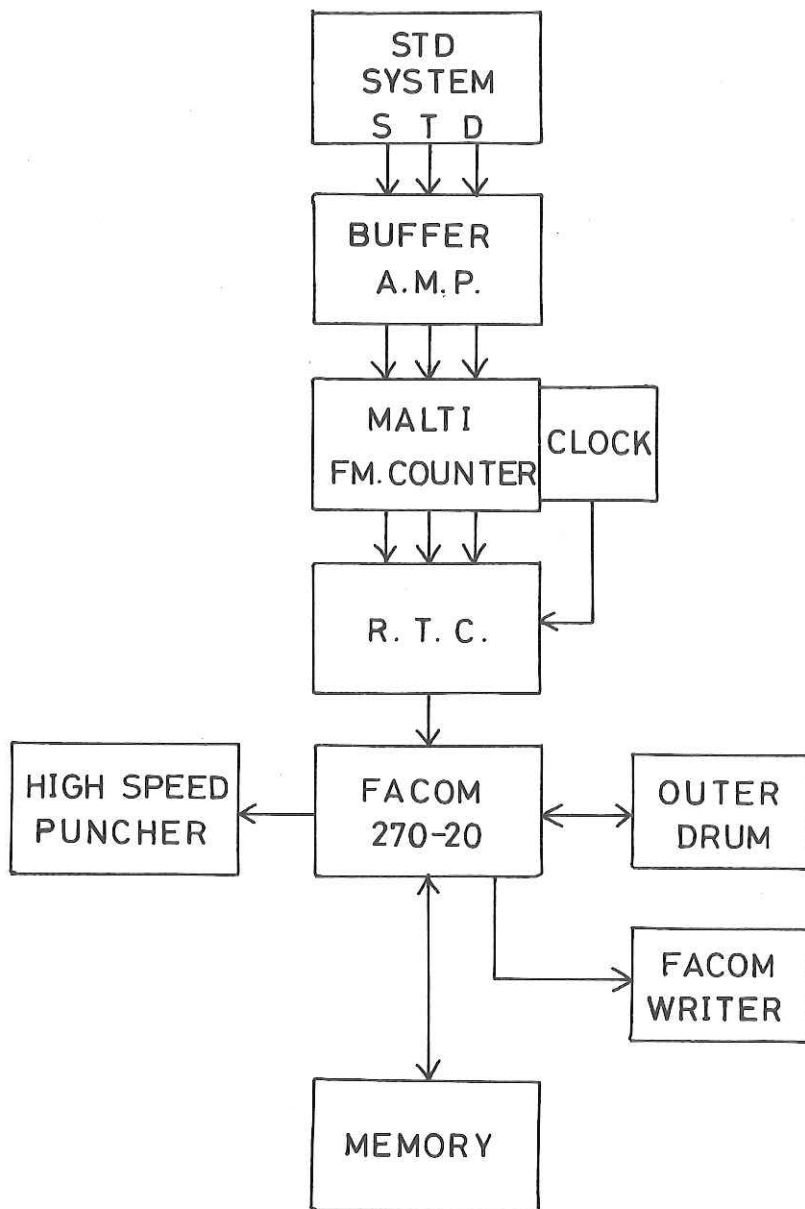 STD
SYSTEM
S T D
BUFFER
A.M.P.
MALTI
FM.COUNTER
CLOCK
R. T. C.
HIGH SPEED
PUNCHER
FACOM
270-20
OUTER
DRUM
FACOM
WRITER
MEMORY